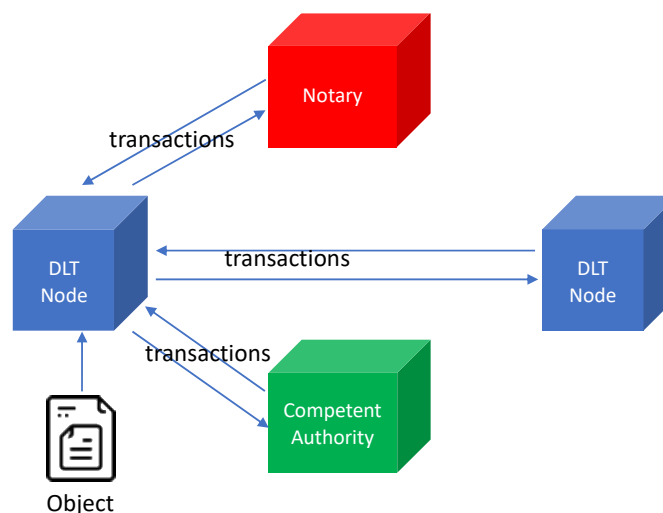 Notary
transactions
DLT
Node
transactions
DLT
Node
transactions
Competent
Authority
Object